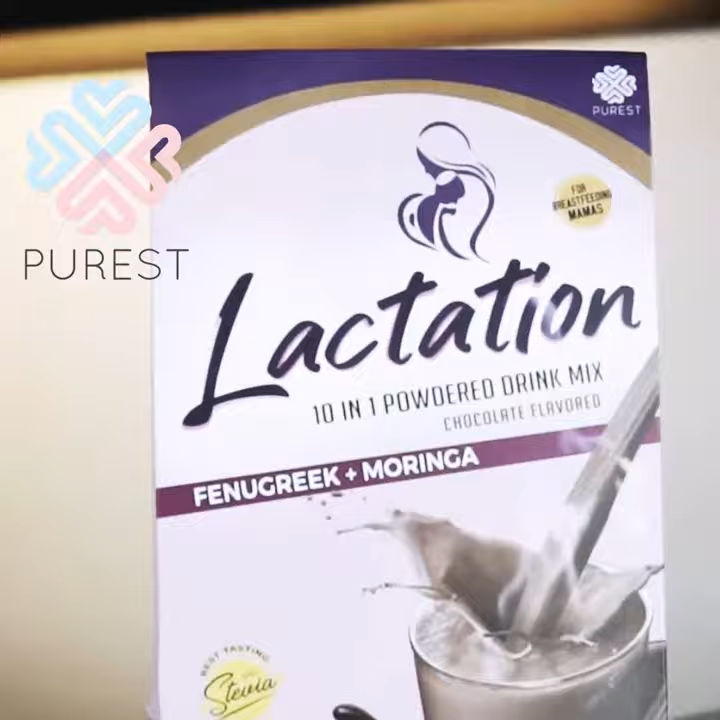 PUREST
PUREST
FOR
BREASTFEEDING
MAMAS
Lactation
10 IN 1 POWDERED DRINK MIX
CHOCOLATE FLAVORED
FENUGREEK + MORINGA
BEST TASTING
Stevia